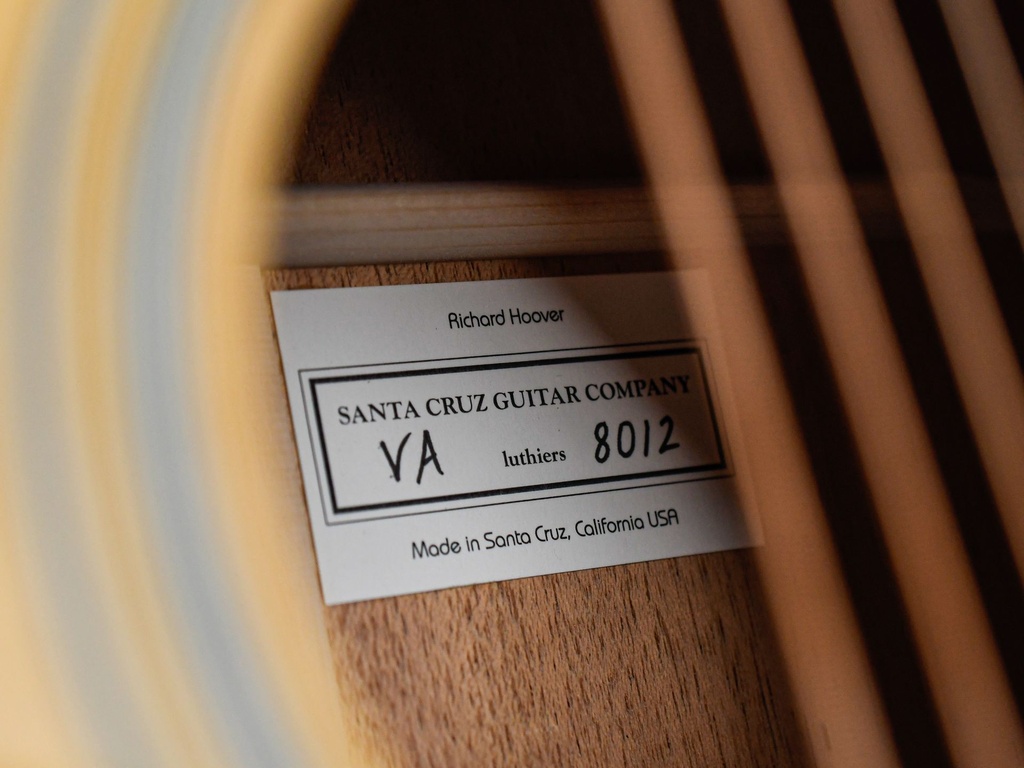 Richard Hoover
SANTA CRUZ GUITAR COMPANY
VA luthiers 8012
Made in Santa Cruz, California USA